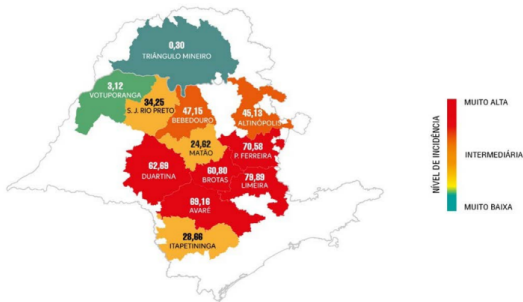 0,30
TRIÂNGULO MINEIRO
3,12
VOTUPORANGA
34,25
S. J. RIO PRETO
47,15
BEBEDOURO
45,13
ALTINÓPOLIS
24,62
MATÃO
70,58
P. FERREIRA
62,69
DUARTINA
60,80
BROTAS
79,89
LIMEIRA
69,16
AVARÉ
28,66
ITAPETININGA
NÍVEL DE INCIDÊNCIA
MUITO ALTA
INTERMEDIÁRIA
MUITO BAIXA